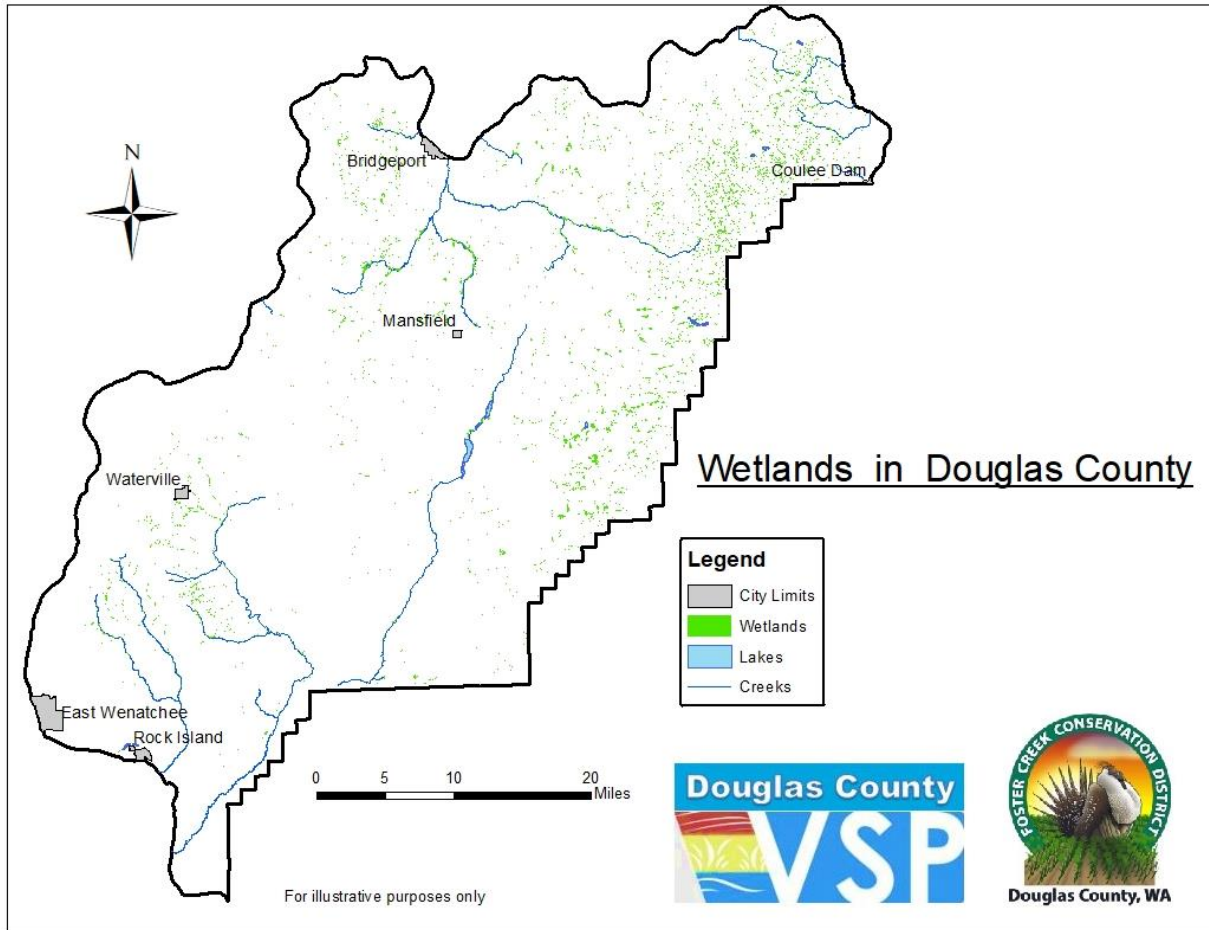 N
Bridgeport
Coulee Dam
Mansfield
Wetlands in Douglas County
Waterville
Legend
City Limits
Wetlands
Lakes
Creeks
East Wenatchee
Rock Island
0 5 10 20
Miles
Douglas County
VSP
FOSTER CREEK CONSERVATION DISTRICT
Douglas County, WA
For illustrative purposes only